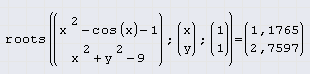 roots((x^2-cos(x)-1
x^2+y^2-9);(x
y);(1
1))=(1,1765
2,7597)